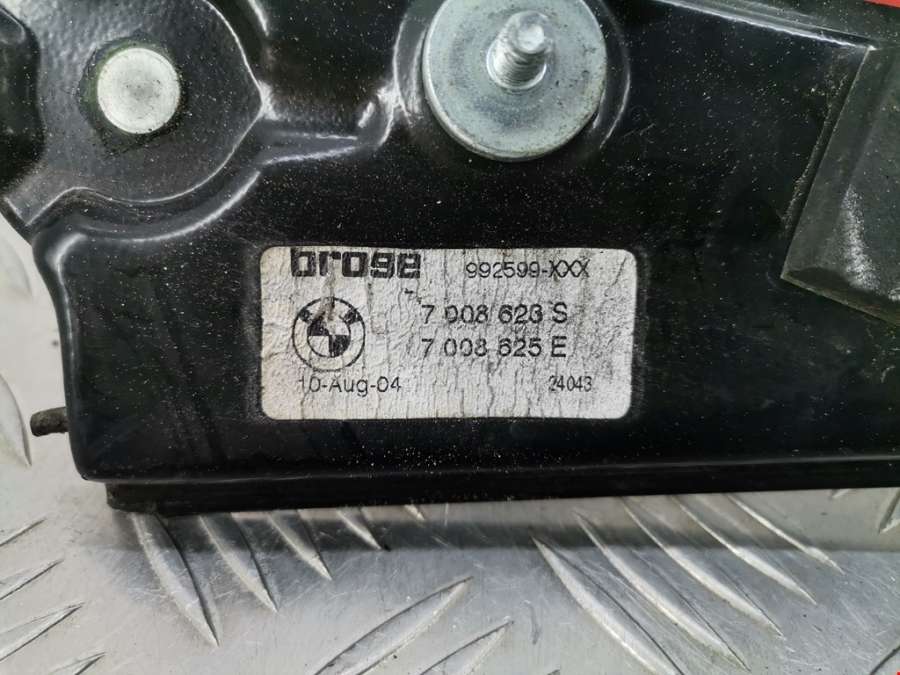 brose 992599-XXX
7 008 623 S
7 008 625 E
10-Aug-04 24043